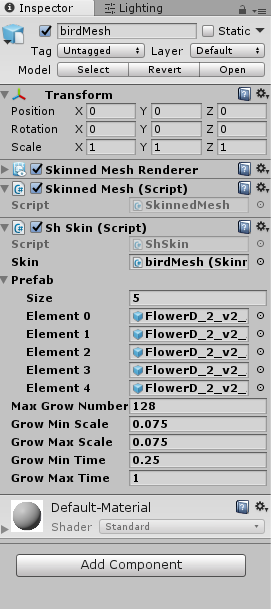 Inspector Lighting
birdMesh Static
Tag Untagged Layer Default
Model Select Revert Open
Transform
Position X 0 Y 0 Z 0
Rotation X 0 Y 0 Z 0
Scale X 1 Y 1 Z 1
Skinned Mesh Renderer
Skinned Mesh (Script)
Script SkinnedMesh
Sh Skin (Script)
Script ShSkin
Skin birdMesh (Skinn
Prefab
Size 5
Element 0 FlowerD_2_v2_
Element 1 FlowerD_2_v2_
Element 2 FlowerD_2_v2_
Element 3 FlowerD_2_v2_
Element 4 FlowerD_2_v2_
Max Grow Number 128
Grow Min Scale 0.075
Grow Max Scale 0.075
Grow Min Time 0.25
Grow Max Time 1
Default-Material
Shader Standard
Add Component